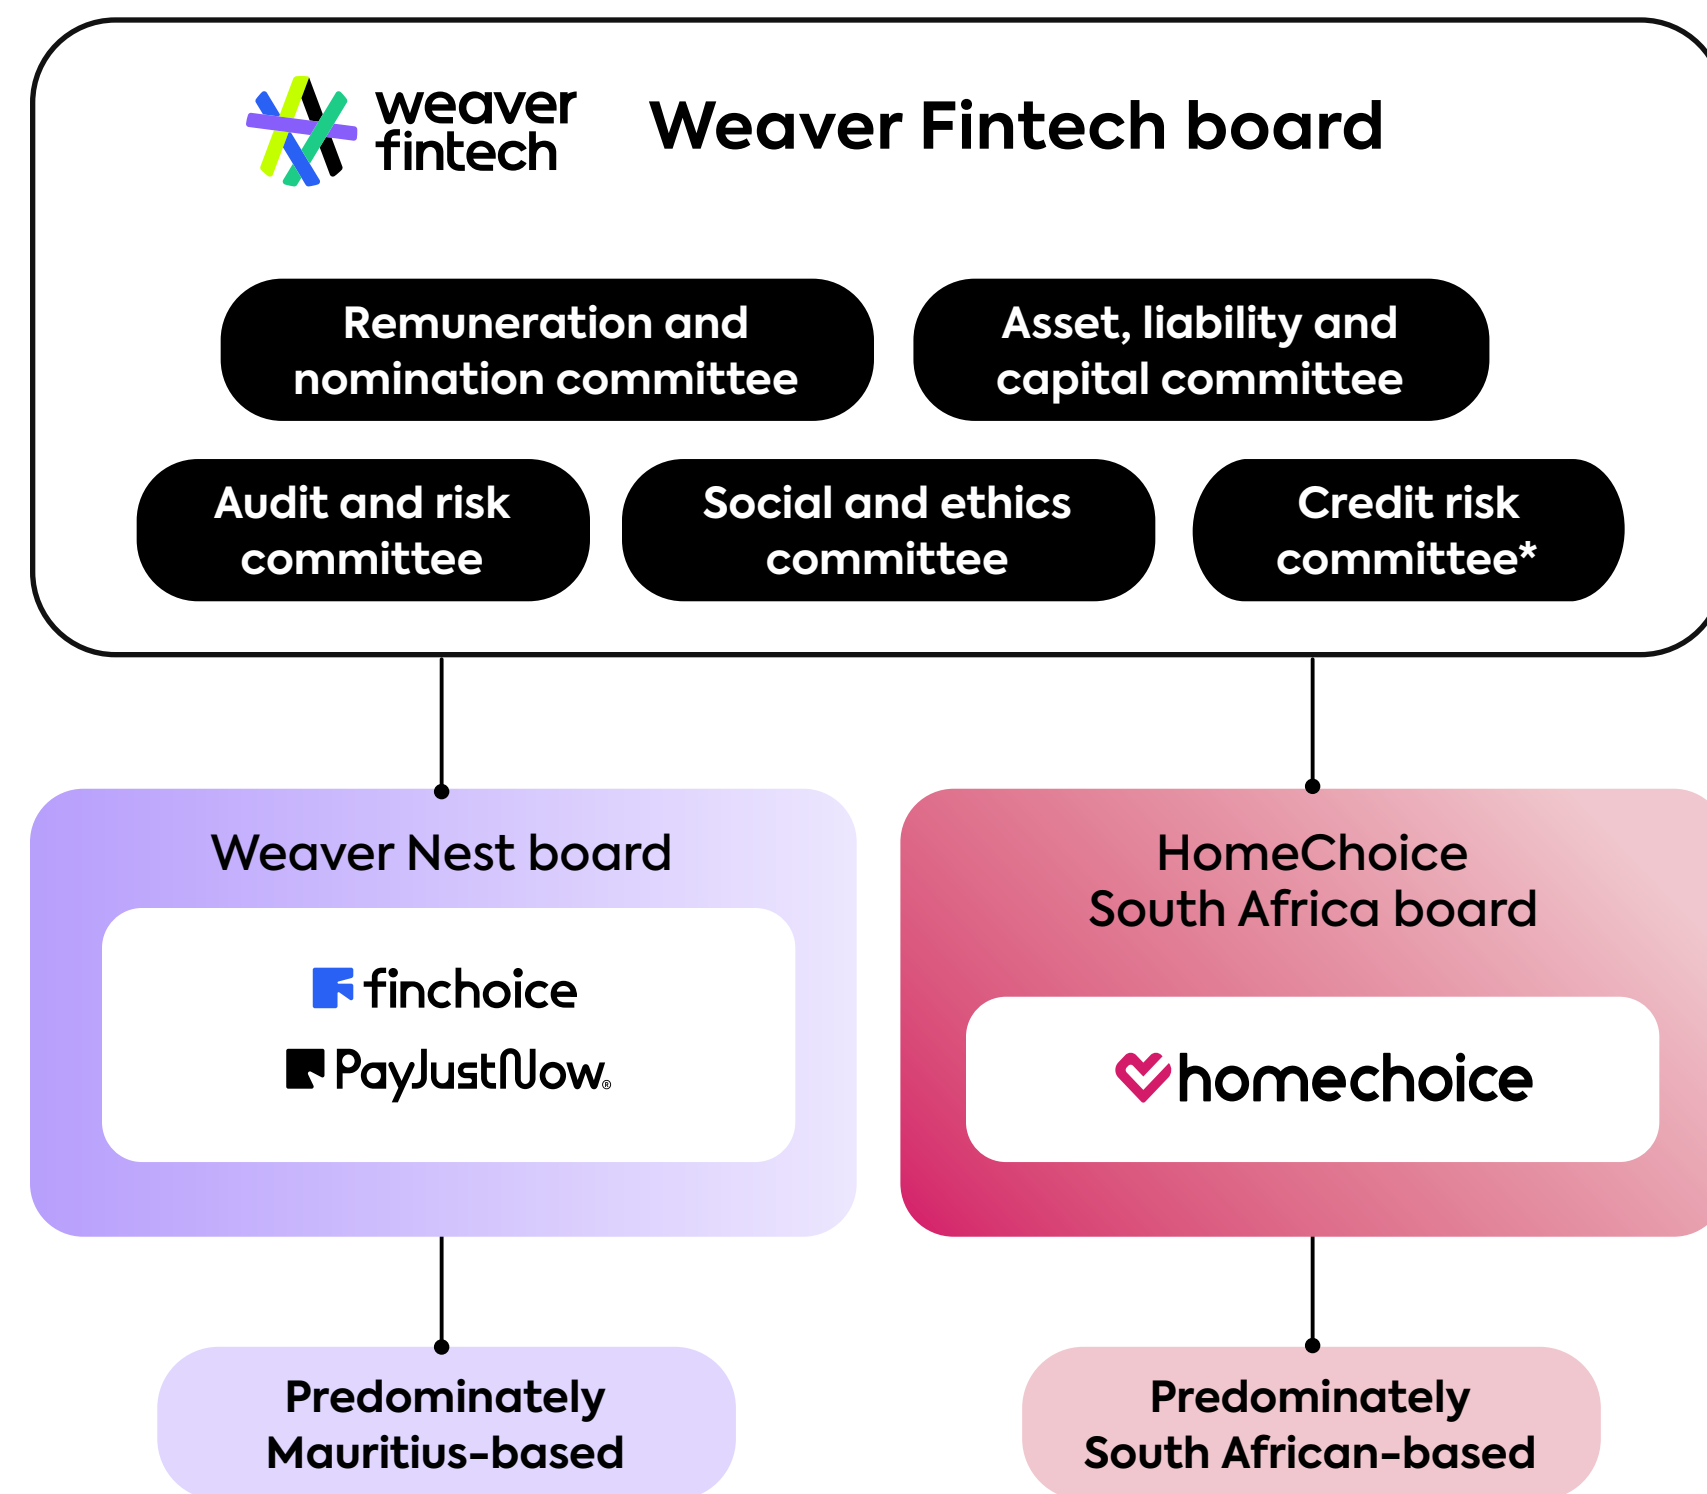 weaver
fintech
Weaver Fintech board
Remuneration and
nomination committee
Asset, liability and
capital committee
Audit and risk
committee
Social and ethics
committee
Credit risk
committee*
Weaver Nest board
finchoice
PayJustNow®
HomeChoice
South Africa board
homechoice
Predominately
Mauritius-based
Predominately
South African-based